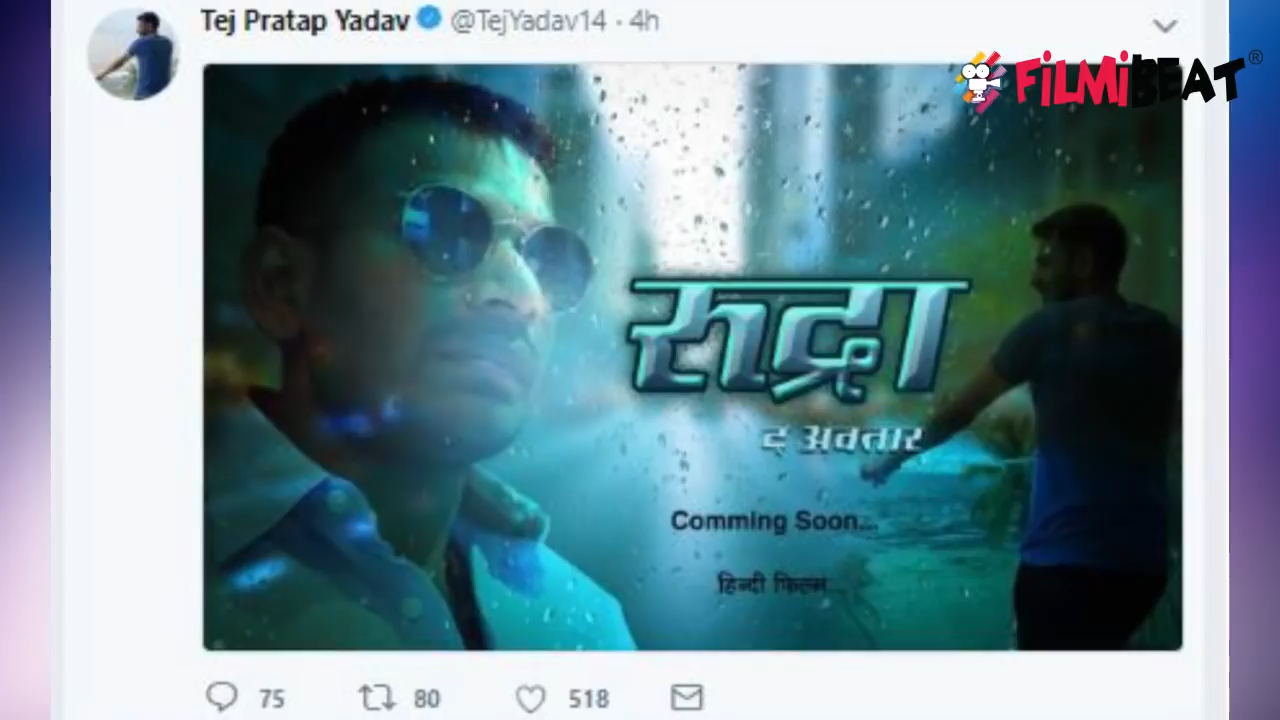 Tej Pratap Yadav @TejYadav14 · 4h
FiLMiBEAT®
रुद्रा
द अवतार
Comming Soon...
हिन्दी फिल्म
75 80 518